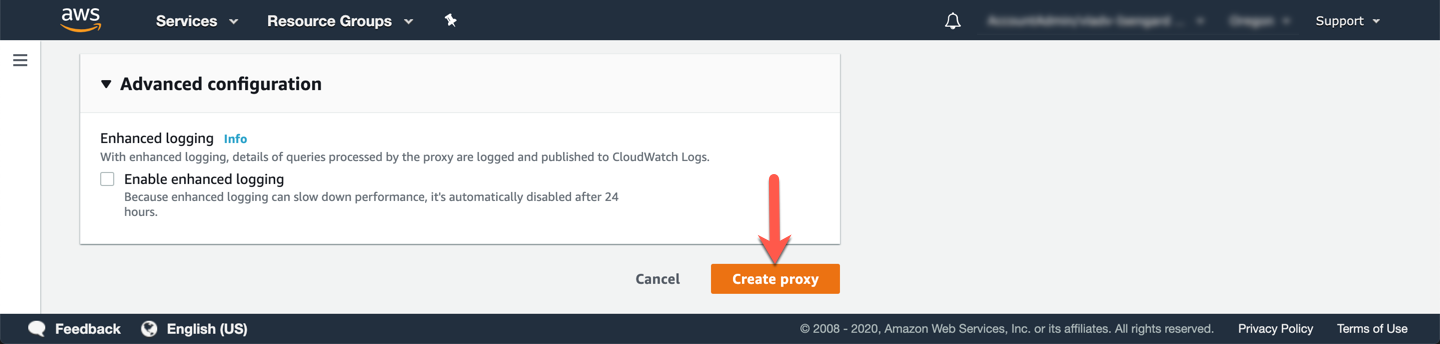 aws
Services
Resource Groups
Support
Advanced configuration
Enhanced logging Info
With enhanced logging, details of queries processed by the proxy are logged and published to CloudWatch Logs.
Enable enhanced logging
Because enhanced logging can slow down performance, it's automatically disabled after 24
hours.
Cancel
Create proxy
Feedback
English (US)
© 2008 - 2020, Amazon Web Services, Inc. or its affiliates. All rights reserved.
Privacy Policy
Terms of Use